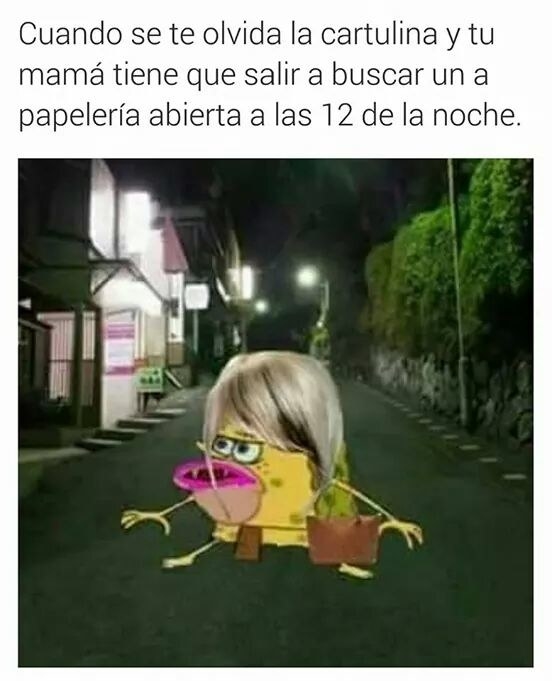 Cuando se te olvida la cartulina y tu
mamá tiene que salir a buscar un a
papelería abierta a las 12 de la noche.